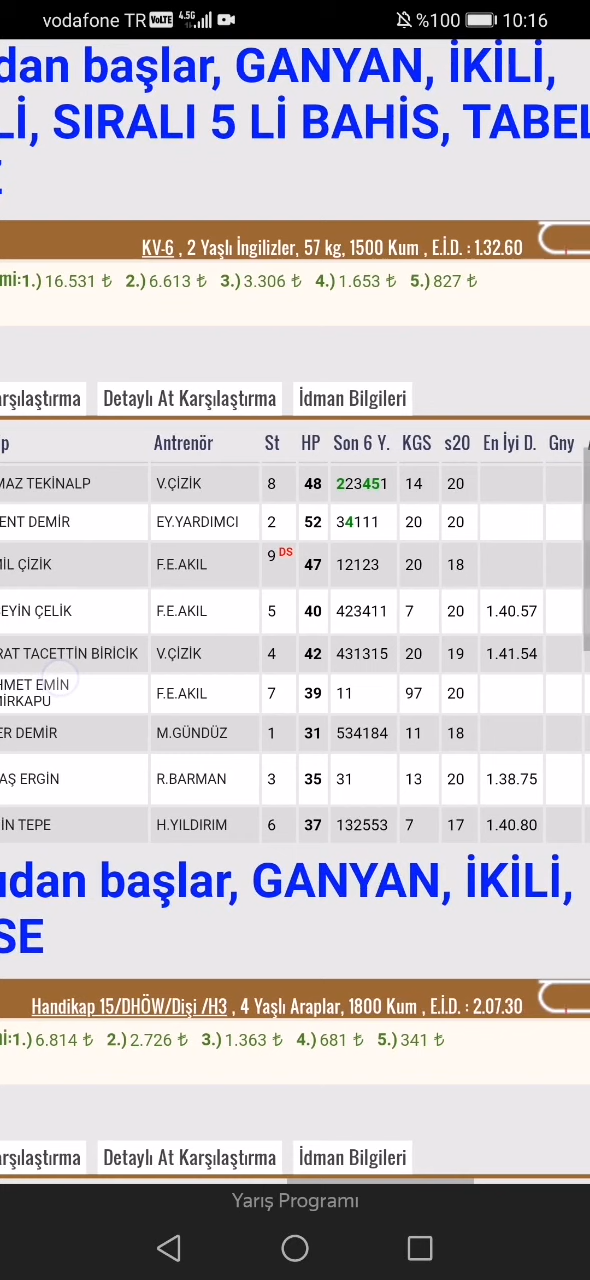 vodafone TR VoLTE 4.5G %100 10:16
dan başlar, GANYAN, İKİLİ,
Lİ, SIRALI 5 Lİ BAHİS, TABEL
KV-6 , 2 Yaşlı İngilizler, 57 kg, 1500 Kum , E.İ.D. : 1.32.60
mi:1.) 16.531 ₺ 2.) 6.613 ₺ 3.) 3.306 ₺ 4.) 1.653 ₺ 5.) 827 ₺
arşılaştırma Detaylı At Karşılaştırma İdman Bilgileri
p Antrenör St HP Son 6 Y. KGS s20 En İyi D. Gny
MAZ TEKİNALP V.ÇİZİK 8 48 223451 14 20
ENT DEMİR EY.YARDIMCI 2 52 34111 20 20
MİL ÇİZİK F.E.AKIL 9 DS 47 12123 20 18
EYİN ÇELİK F.E.AKIL 5 40 423411 7 20 1.40.57
RAT TACETTİN BİRİCİK V.ÇİZİK 4 42 431315 20 19 1.41.54
HMET EMİN
MİRKAPU F.E.AKIL 7 39 11 97 20
ER DEMİR M.GÜNDÜZ 1 31 534184 11 18
AŞ ERGİN R.BARMAN 3 35 31 13 20 1.38.75
İN TEPE H.YILDIRIM 6 37 132553 7 17 1.40.80
dan başlar, GANYAN, İKİLİ,
SE
Handikap 15/DHÖW/Dişi /H3 , 4 Yaşlı Araplar, 1800 Kum , E.İ.D. : 2.07.30
Mİ:1.) 6.814 ₺ 2.) 2.726 ₺ 3.) 1.363 ₺ 4.) 681 ₺ 5.) 341 ₺
arşılaştırma Detaylı At Karşılaştırma İdman Bilgileri
Yarış Programı